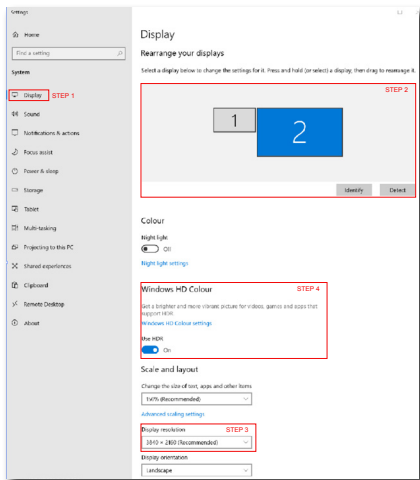 Settings
Home
Find a setting
System
Display STEP 1
Sound
Notifications & actions
Focus assist
Power & sleep
Storage
Tablet
Multi-tasking
Projecting to this PC
Shared experiences
Clipboard
Remote Desktop
About
Display
Rearrange your displays
Select a display below to change the settings for it. Press and hold (or select) a display, then drag to rearrange it.
STEP 2
1
2
Identify Detect
Colour
Night light
Off
Night light settings
Windows HD Colour STEP 4
Get a brighter and more vibrant picture for videos, games and apps that
support HDR.
Windows HD Colour settings
Use HDR
On
Scale and layout
Change the size of text, apps and other items
150% (Recommended)
Advanced scaling settings
Display resolution STEP 3
3840 × 2160 (Recommended)
Display orientation
Landscape